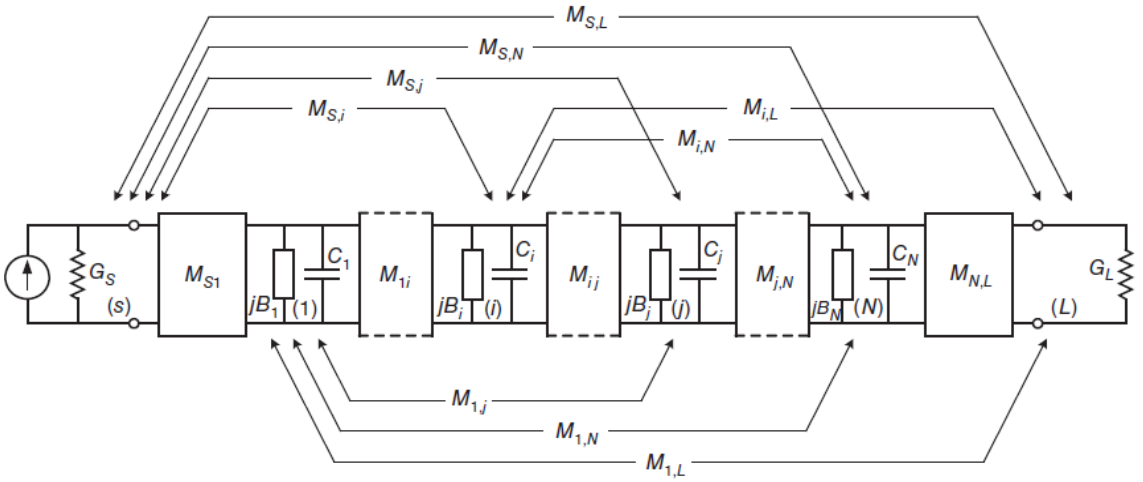 M_{S,L}
M_{S,N}
M_{S,j}
M_{S,i}
M_{i,L}
M_{i,N}
G_S
(s)
M_{S1}
jB_1
(1)
C_1
M_{1i}
jB_i
(i)
C_i
M_{ij}
jB_j
(j)
C_j
M_{j,N}
jB_N
(N)
C_N
M_{N,L}
(L)
G_L
M_{1,j}
M_{1,N}
M_{1,L}